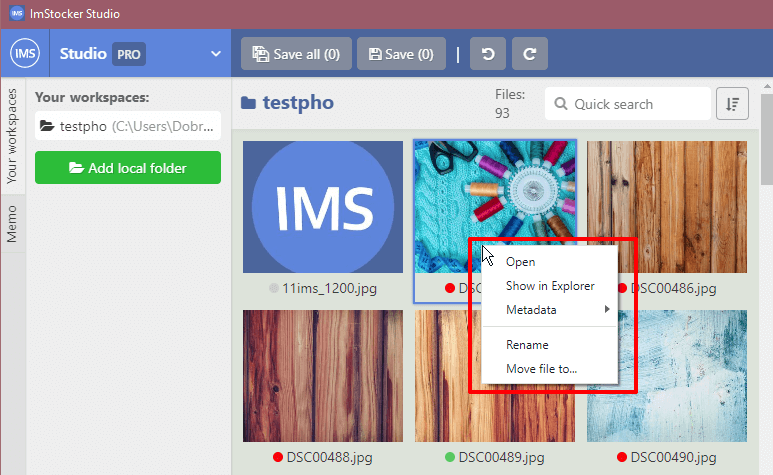 IMS ImStocker Studio
IMS Studio PRO
Save all (0) Save (0) |
Your workspaces
Memo
Your workspaces:
testpho (C:\Users\Dobr...
Add local folder
testpho
Files:
93
Quick search
IMS
11ims_1200.jpg
DSC
DSC00486.jpg
Open
Show in Explorer
Metadata
Rename
Move file to...
DSC00488.jpg
DSC00489.jpg
DSC00490.jpg